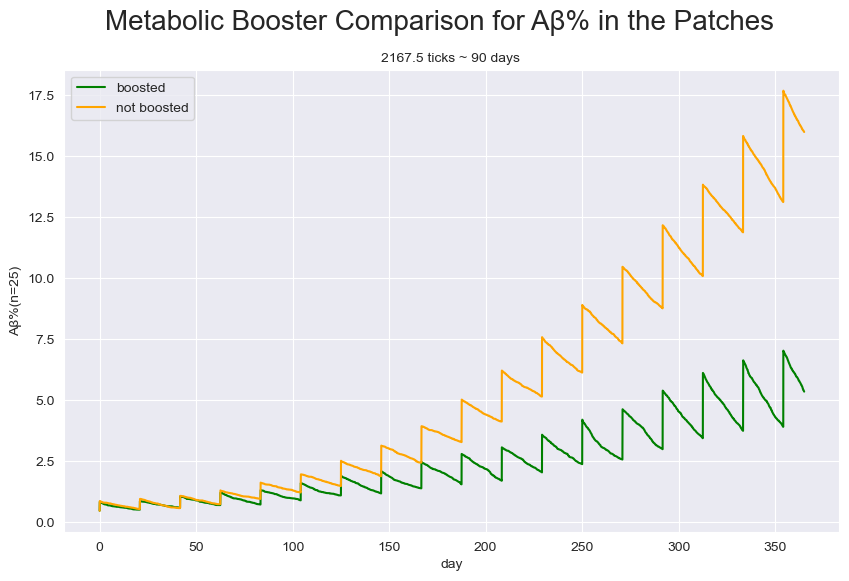 Metabolic Booster Comparison for Aβ% in the Patches
2167.5 ticks ~ 90 days
boosted
not boosted
17.5
15.0
12.5
10.0
7.5
5.0
2.5
0.0
Aβ%(n=25)
0 50 100 150 200 250 300 350
day